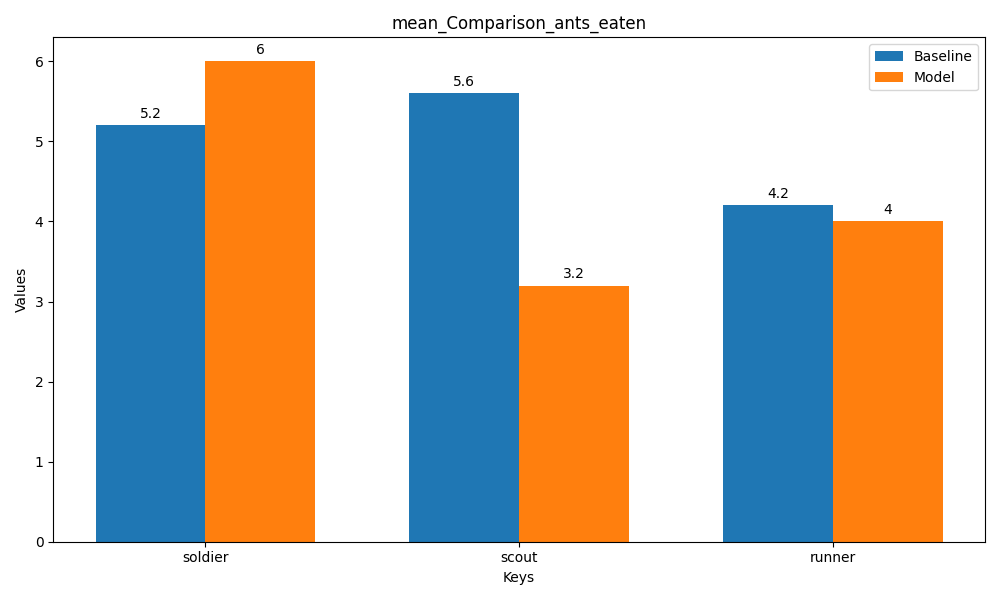 mean_Comparison_ants_eaten
Baseline
Model
5.2
6
5.6
3.2
4.2
4
Values
6
5
4
3
2
1
0
soldier
scout
runner
Keys